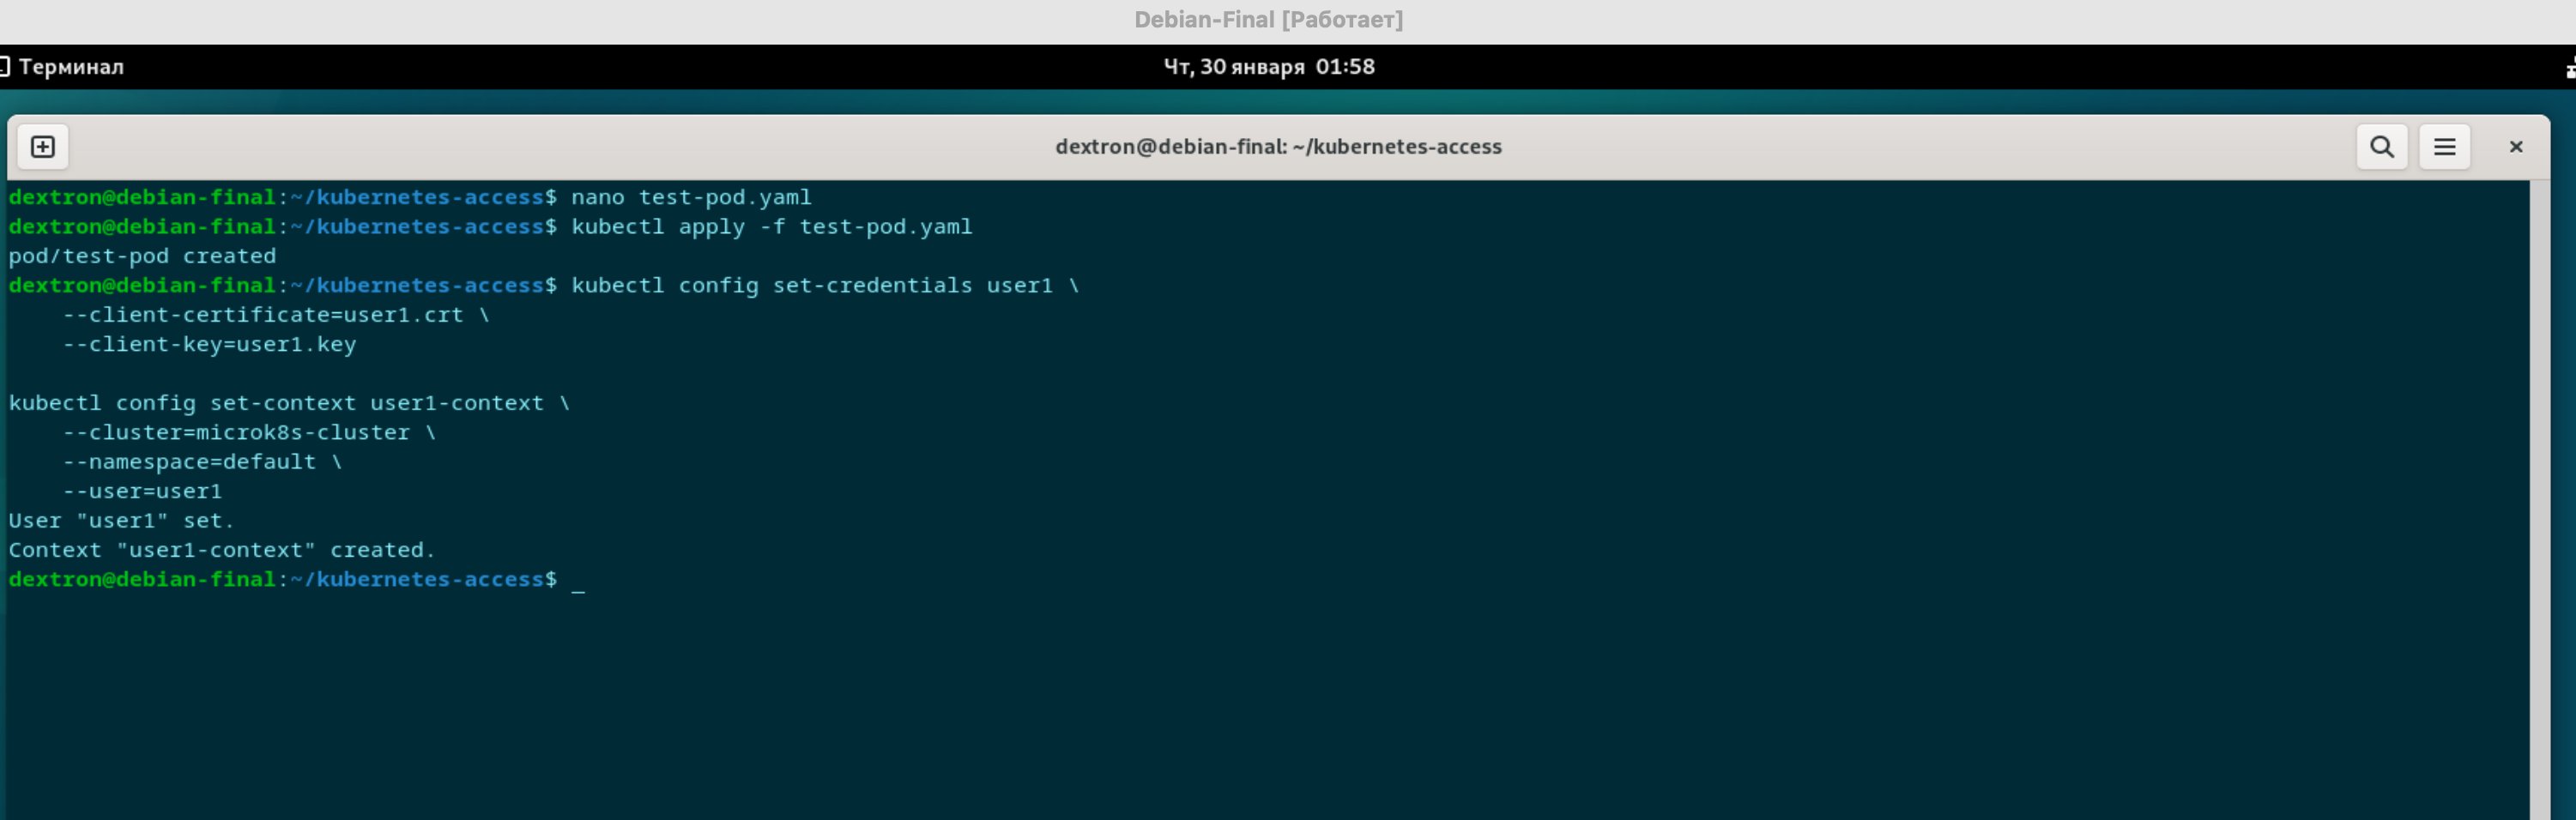 Debian-Final [Работает]
Терминал
Чт, 30 января 01:58
dextron@debian-final: ~/kubernetes-access
dextron@debian-final:~/kubernetes-access$ nano test-pod.yaml
dextron@debian-final:~/kubernetes-access$ kubectl apply -f test-pod.yaml
pod/test-pod created
dextron@debian-final:~/kubernetes-access$ kubectl config set-credentials user1 \
    --client-certificate=user1.crt \
    --client-key=user1.key

kubectl config set-context user1-context \
    --cluster=microk8s-cluster \
    --namespace=default \
    --user=user1
User "user1" set.
Context "user1-context" created.
dextron@debian-final:~/kubernetes-access$ _